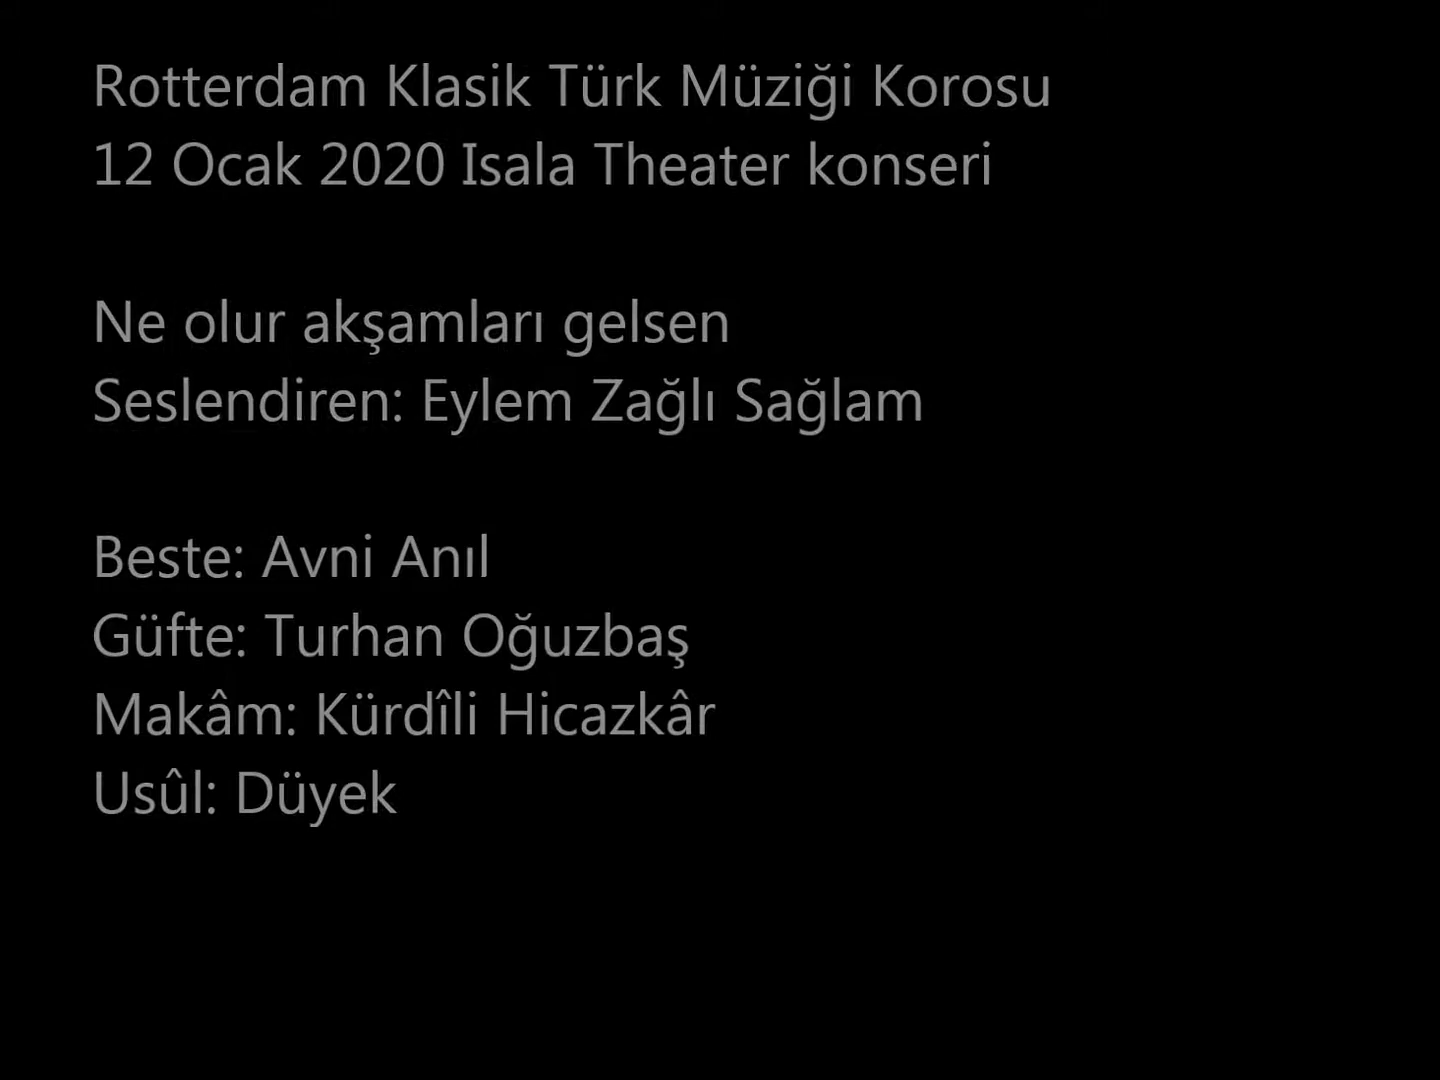 Rotterdam Klasik Türk Müziği Korosu
12 Ocak 2020 Isala Theater konseri
Ne olur akşamları gelsen
Seslendiren: Eylem Zağlı Sağlam
Beste: Avni Anıl
Güfte: Turhan Oğuzbaş
Makâm: Kürdîli Hicazkâr
Usûl: Düyek